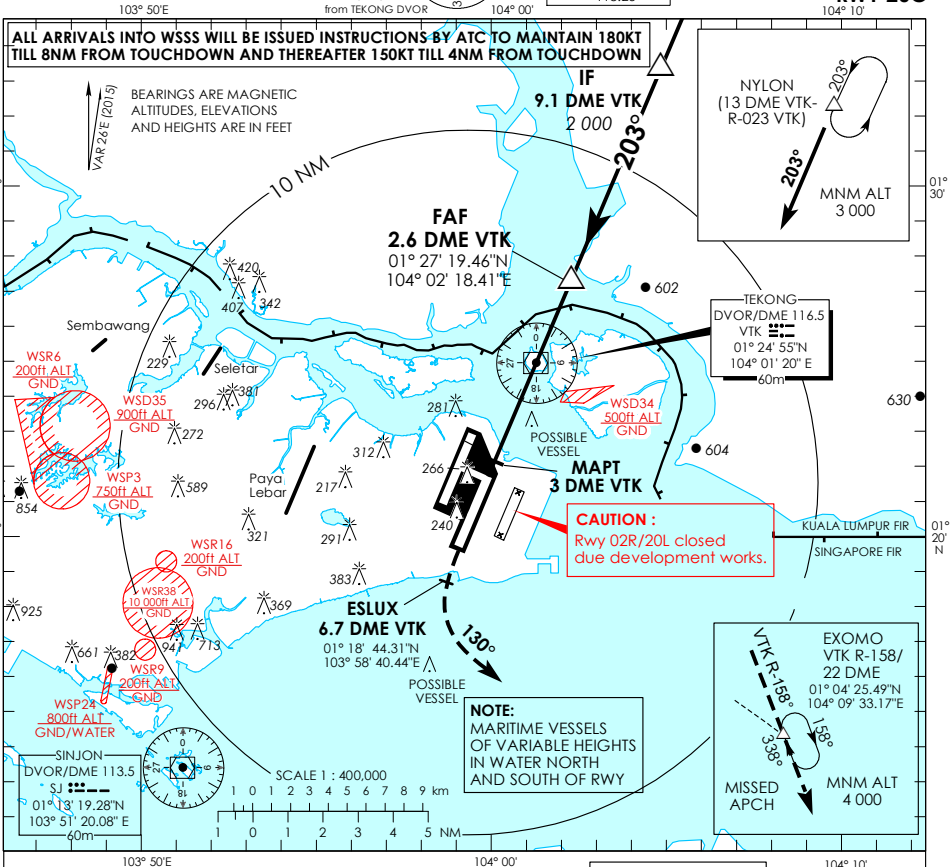 103° 50'E
from TEKONG DVOR
104° 00'
104° 10'
ALL ARRIVALS INTO WSSS WILL BE ISSUED INSTRUCTIONS BY ATC TO MAINTAIN 180KT
TILL 8NM FROM TOUCHDOWN AND THEREAFTER 150KT TILL 4NM FROM TOUCHDOWN
VAR 26'E (2015)
BEARINGS ARE MAGNETIC
ALTITUDES, ELEVATIONS
AND HEIGHTS ARE IN FEET
IF
9.1 DME VTK
2 000
203°
NYLON
(13 DME VTK-
R-023 VTK)
203°
203°
MNM ALT
3 000
01°
30'
10 NM
FAF
2.6 DME VTK
01° 27' 19.46"N
104° 02' 18.41"E
420
407
342
602
TEKONG
DVOR/DME 116.5
VTK
01° 24' 55"N
104° 01' 20" E
60m
Sembawang
229
Seletar
0
9
18
27
WSR6
200ft ALT
GND
WSD35
900ft ALT
GND
296
381
281
WSD34
500ft ALT
GND
630
POSSIBLE
VESSEL
272
312
604
WSP3
750ft ALT
GND
266
MAPT
3 DME VTK
589
Paya
Lebar
217
854
240
CAUTION :
Rwy 02R/20L closed
due development works.
321
291
KUALA LUMPUR FIR
SINGAPORE FIR
01°
20'
N
WSR16
200ft ALT
GND
383
WSR38
10 000ft ALT
GND
925
369
ESLUX
6.7 DME VTK
01° 18' 44.31"N
103° 58' 40.44"E
130°
941
713
661
382
WSR9
200ft ALT
GND
POSSIBLE
VESSEL
WSP24
800ft ALT
GND/WATER
NOTE:
MARITIME VESSELS
OF VARIABLE HEIGHTS
IN WATER NORTH
AND SOUTH OF RWY
EXOMO
VTK R-158/
22 DME
01° 04' 25.49"N
104° 09' 33.17"E
VTK R-158°
158°
338°
MISSED
APCH
MNM ALT
4 000
SINJON
DVOR/DME 113.5
SJ
01° 13' 19.28"N
103° 51' 20.08" E
60m
0
9
18
27
SCALE 1 : 400,000
1 0 1 2 3 4 5 6 7 8 9 km
1 0 1 2 3 4 5 NM
103° 50'E
104° 00'
104° 10'